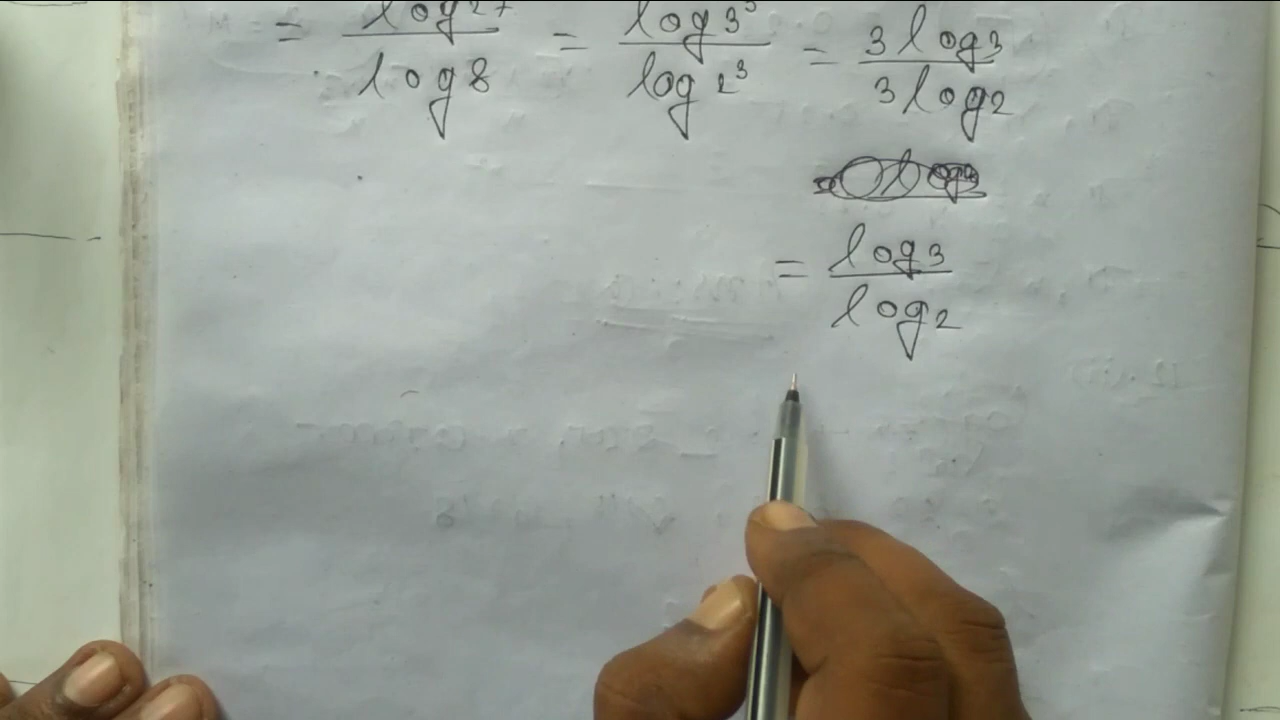 = log27 / log8 = log3³ / log2³ = 3log3 / 3log2
= log3 / log2